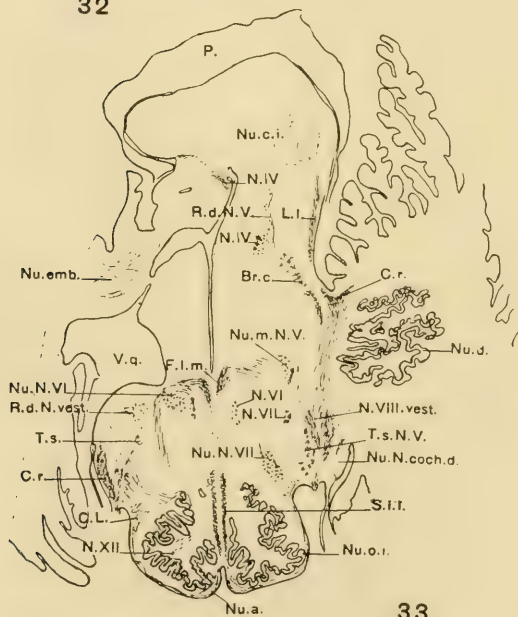 32
P.
Nu.c.i.
N.IV
R.d.N.V.
L.l.
N.IV
Nu.emb.
Br.c.
C.r.
Nu.m.N.V.
Nu.d.
V.q.
F.l.m.
Nu.N.VI
N.VI
R.d.N.vest.
N.VII
N.VIII.vest.
T.s.
T.s.N.V.
Nu.N.VII
Nu.N.coch.d.
C.r.
N.XII
Nu.o.i.
Nu.a.
33